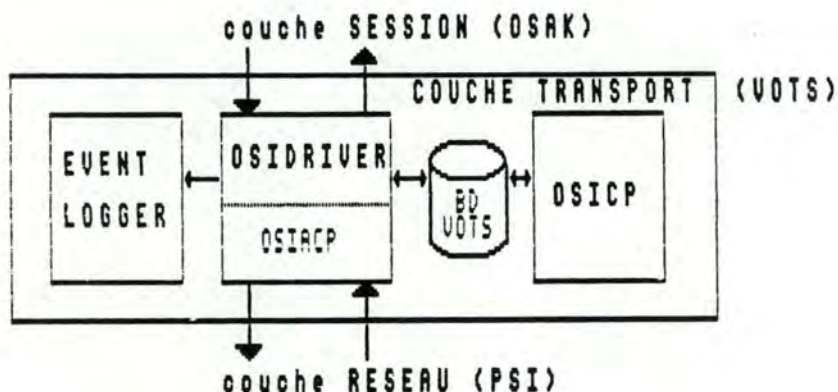 couche SESSION (OSAK)
COUCHE TRANSPORT (VOTS)
EVENT
LOGGER
OSIDRIVER
OSIACP
BD
VOTS
OSICP
couche RESEAU (PSI)